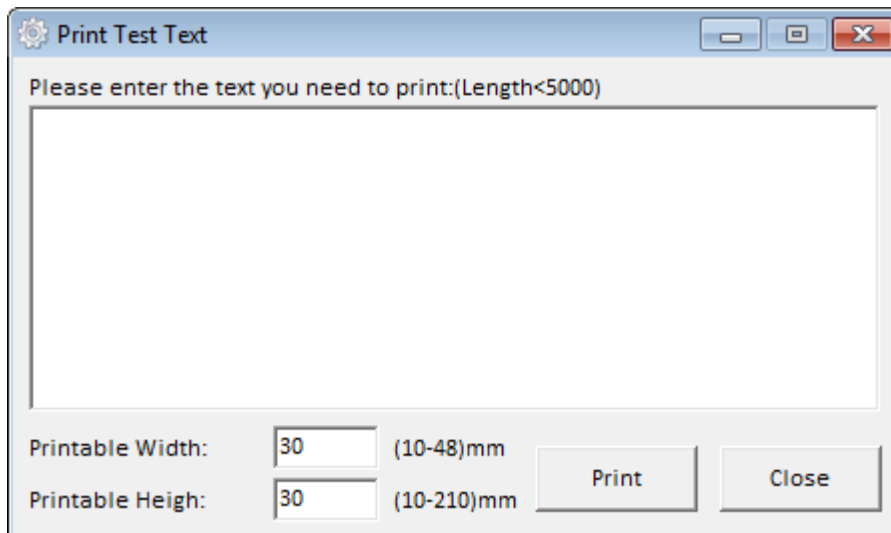 Print Test Text
Please enter the text you need to print:(Length<5000)
Printable Width: 30 (10-48)mm
Print Close
Printable Heigh: 30 (10-210)mm